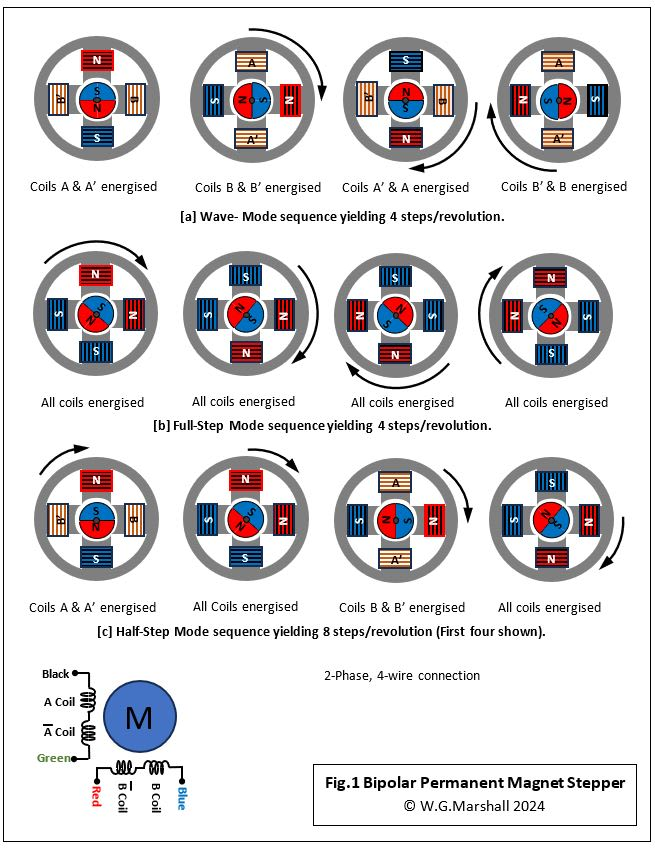 N
S
O
N
B'
B
S
A
S
N
O
S
N
A'
S
N
O
S
B'
B
N
A
N
S
O
N
S
A'
Coils A & A’ energised
Coils B & B’ energised
Coils A’ & A energised
Coils B’ & B energised
[a] Wave- Mode sequence yielding 4 steps/revolution.
N
S
S
O
N
N
S
S
S
N
O
S
N
N
S
N
N
O
S
S
N
N
N
S
O
N
S
S
All coils energised
All coils energised
All coils energised
All coils energised
[b] Full-Step Mode sequence yielding 4 steps/revolution.
N
B'
S
O
N
B
S
N
S
S
O
N
N
S
A
S
N
O
S
N
A'
S
S
N
O
S
N
N
Coils A & A’ energised
All Coils energised
Coils B & B’ energised
All coils energised
[c] Half-Step Mode sequence yielding 8 steps/revolution (First four shown).
Black
A Coil
A̅ Coil
Green
M
Red
B̅ Coil
B Coil
Blue
2-Phase, 4-wire connection
Fig.1 Bipolar Permanent Magnet Stepper
© W.G.Marshall 2024